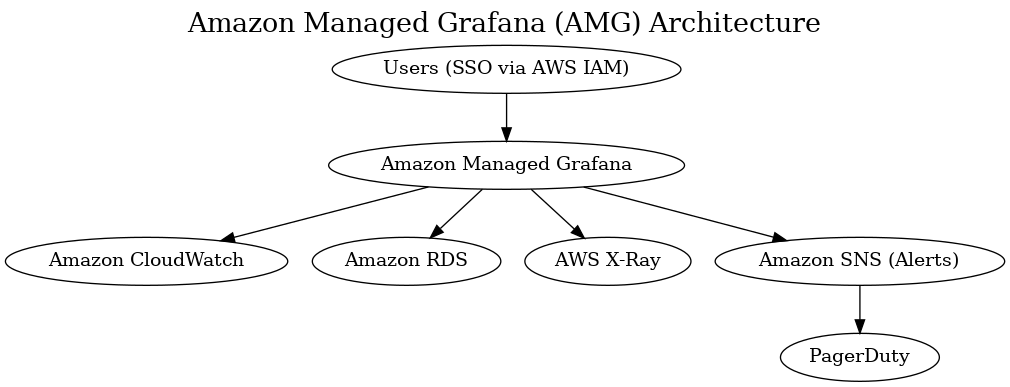 Amazon Managed Grafana (AMG) Architecture
Users (SSO via AWS IAM)
Amazon Managed Grafana
Amazon CloudWatch
Amazon RDS
AWS X-Ray
Amazon SNS (Alerts)
PagerDuty